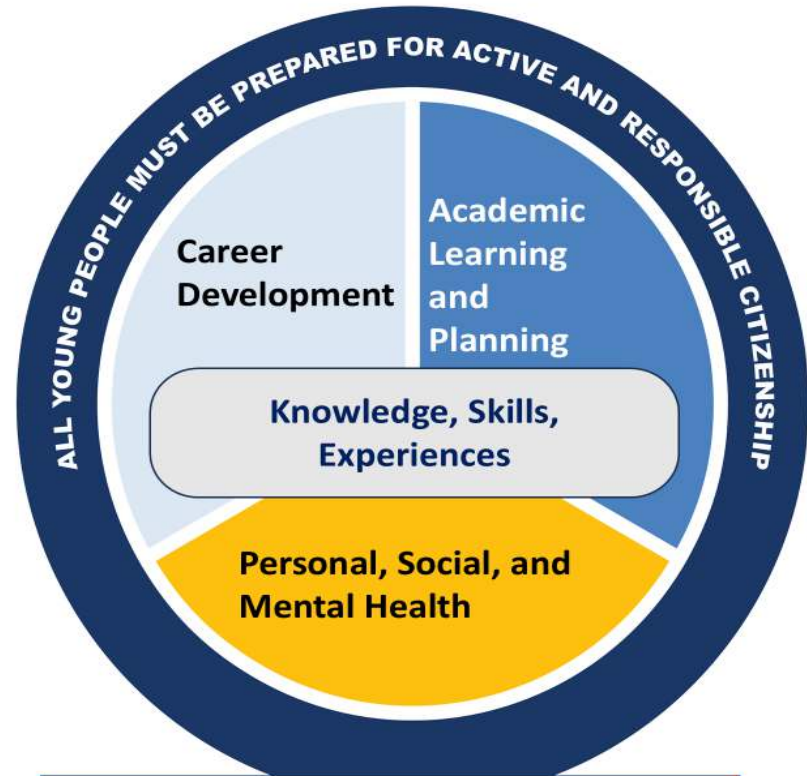 ALL YOUNG PEOPLE MUST BE PREPARED FOR ACTIVE AND RESPONSIBLE CITIZENSHIP
Career
Development
Academic
Learning
and
Planning
Knowledge, Skills,
Experiences
Personal, Social, and
Mental Health